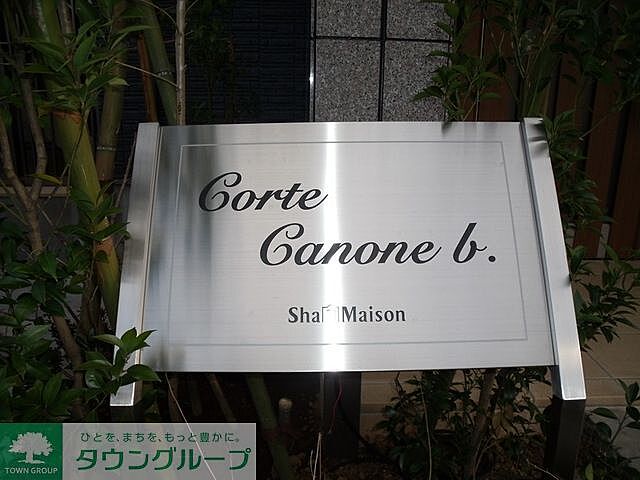 Corte
Canone b.
Maison
ひとを、まちを、もっと豊かに。
タウングループ
TOWN GROUP